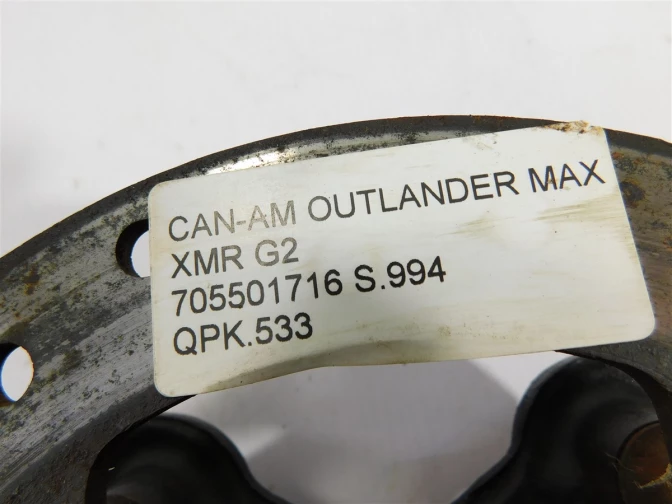 CAN-AM OUTLANDER MAX
XMR G2
705501716 S.994
QPK.533